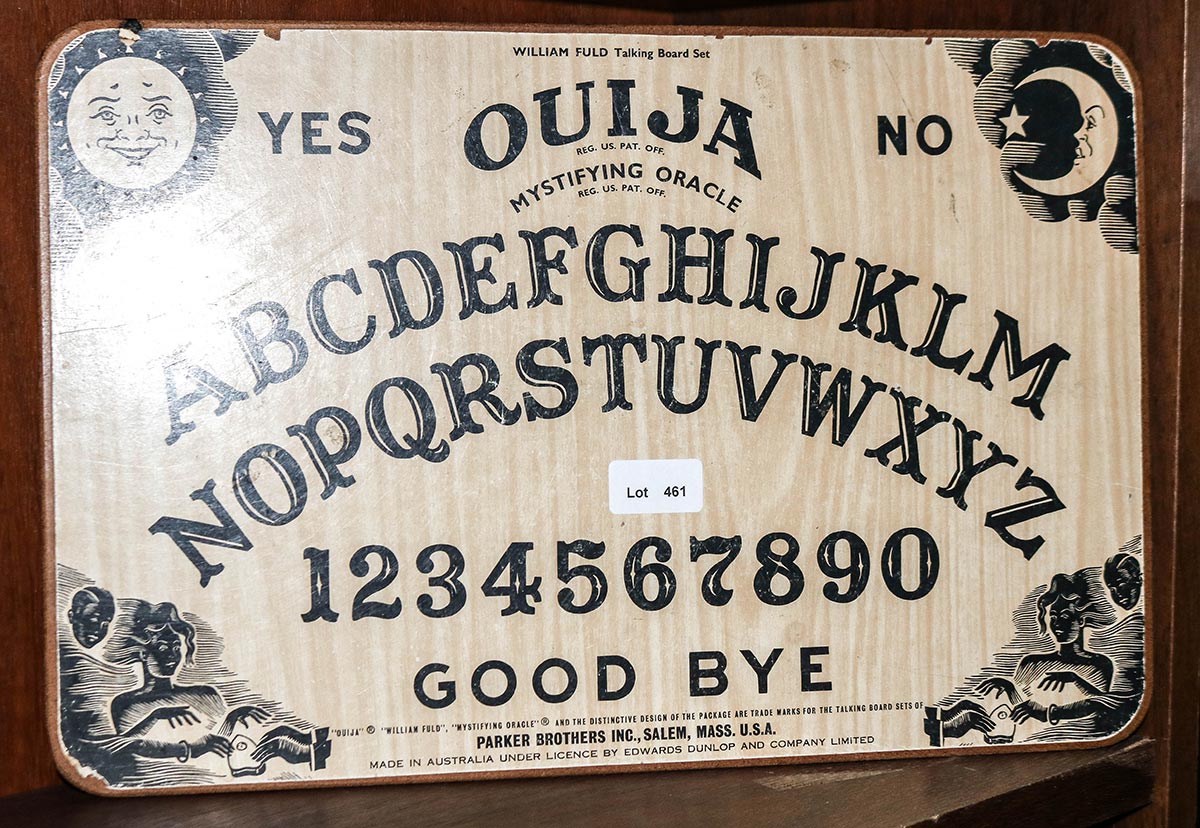 WILLIAM FULD Talking Board Set
YES
OUIJA
NO
REG. US. PAT. OFF.
MYSTIFYING ORACLE
REG. US. PAT. OFF.
ABCDEFGHIJKLM
NOPQRSTUVWXYZ
Lot 461
1234567890
GOOD BYE
"OUIJA" ® "WILLIAM FULD", "MYSTIFYING ORACLE" ® AND THE DISTINCTIVE DESIGN OF THE PACKAGE ARE TRADE MARKS FOR THE TALKING BOARD SETS OF
PARKER BROTHERS INC., SALEM, MASS. U.S.A.
MADE IN AUSTRALIA UNDER LICENCE BY EDWARDS DUNLOP AND COMPANY LIMITED